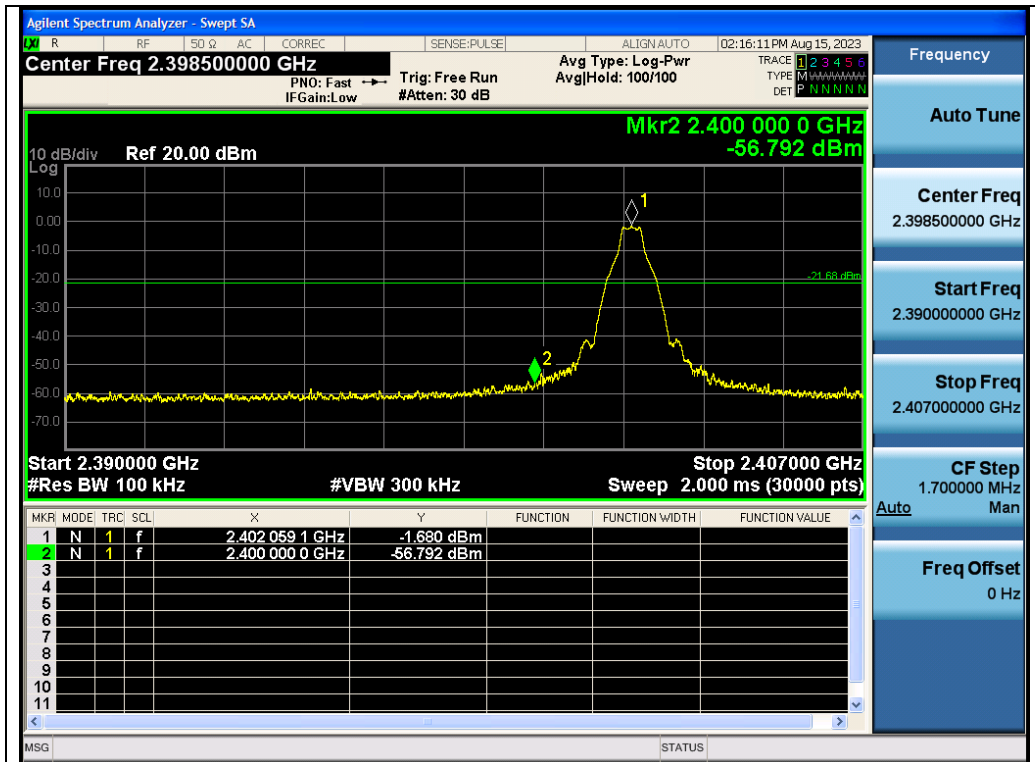 Agilent Spectrum Analyzer - Swept SA
LXI R RF 50 Ω AC CORREC SENSE:PULSE ALIGN AUTO 02:16:11 PM Aug 15, 2023
Center Freq 2.398500000 GHz
PNO: Fast
IFGain:Low
Trig: Free Run
#Atten: 30 dB
Avg Type: Log-Pwr
Avg|Hold: 100/100
TRACE 1 2 3 4 5 6
TYPE M
DET P N N N N N
Mkr2 2.400 000 0 GHz
-56.792 dBm
10 dB/div Ref 20.00 dBm
Log
10.0
0.00
-10.0
-20.0
-30.0
-40.0
-50.0
-60.0
-70.0
1
-21.68 dBm
2
Start 2.390000 GHz Stop 2.407000 GHz
#Res BW 100 kHz #VBW 300 kHz Sweep 2.000 ms (30000 pts)
MKR MODE TRC SCL X Y FUNCTION FUNCTION WIDTH FUNCTION VALUE
1 N 1 f 2.402 059 1 GHz -1.680 dBm
2 N 1 f 2.400 000 0 GHz -56.792 dBm
3
4
5
6
7
8
9
10
11
MSG STATUS
Frequency
Auto Tune
Center Freq
2.398500000 GHz
Start Freq
2.390000000 GHz
Stop Freq
2.407000000 GHz
CF Step
1.700000 MHz
Auto Man
Freq Offset
0 Hz